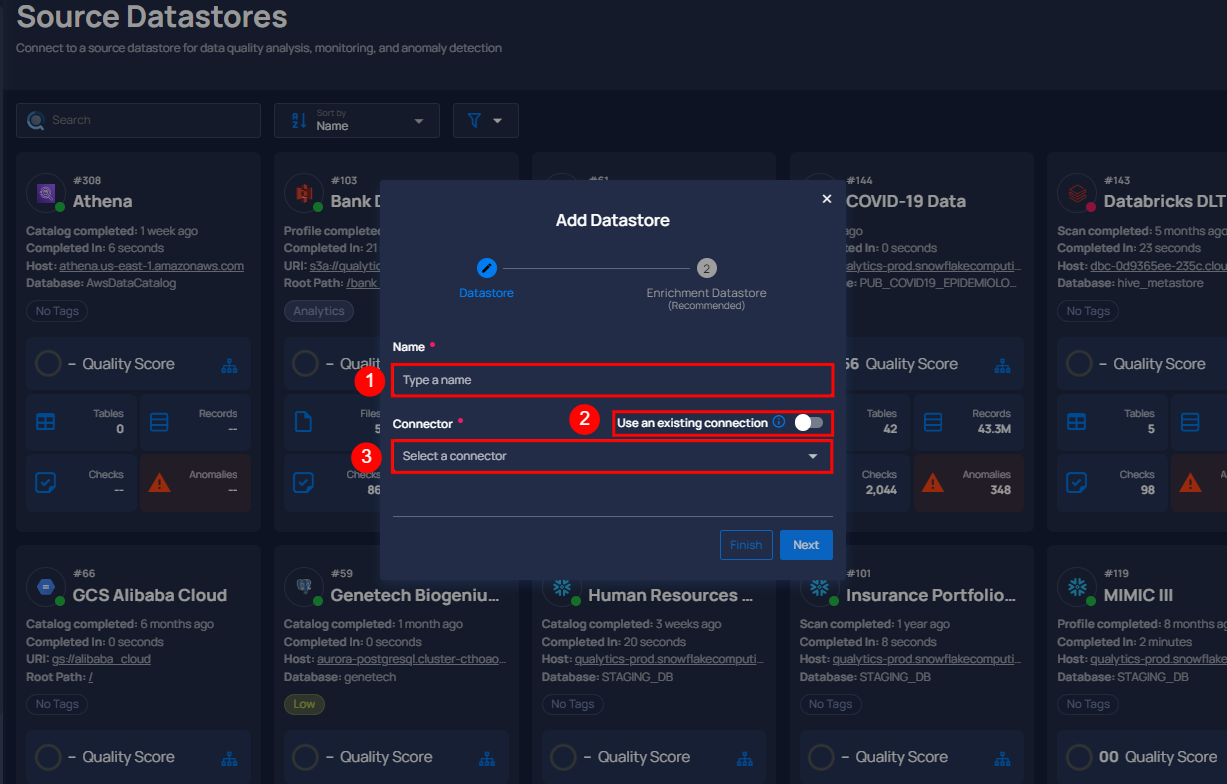 Source Datastores
Connect to a source datastore for data quality analysis, monitoring, and anomaly detection
Search
Sort by
Name
#308
Athena
Catalog completed: 1 week ago
Completed In: 6 seconds
Host: athena.us-east-1.amazonaws.com
Database: AwsDataCatalog
No Tags
– Quality Score
Tables
0
Records
--
Checks
--
Anomalies
--
#103
Bank D
Profile completed
Completed In: 21
URI: s3a://qualytic
Root Path: /bank_
Analytics
– Qualit
Files
5
Checks
86
#61
Add Datastore
Datastore
2
Enrichment Datastore
(Recommended)
Name *
1
Type a name
Connector *
2
Use an existing connection
3
Select a connector
Finish
Next
#144
COVID-19 Data
ago
ed In: 0 seconds
alytics-prod.snowflakecomputi...
e: PUB_COVID19_EPIDEMIOLO...
56 Quality Score
Tables
42
Records
43.3M
Checks
2,044
Anomalies
348
#143
Databricks DLT
Scan completed: 5 months ago
Completed In: 23 seconds
Host: dbc-0d9365ee-235c.clou
Database: hive_metastore
No Tags
– Quality Score
Tables
5
Checks
98
A
#66
GCS Alibaba Cloud
Catalog completed: 6 months ago
Completed In: 0 seconds
URI: gs://alibaba_cloud
Root Path: /
No Tags
– Quality Score
#59
Genetech Biogeniu...
Catalog completed: 1 month ago
Completed In: 0 seconds
Host: aurora-postgresql.cluster-cthoao...
Database: genetech
Low
– Quality Score
Human Resources ...
Catalog completed: 3 weeks ago
Completed In: 20 seconds
Host: qualytics-prod.snowflakecomputi...
Database: STAGING_DB
No Tags
– Quality Score
#101
Insurance Portfolio...
Scan completed: 1 year ago
Completed In: 8 seconds
Host: qualytics-prod.snowflakecomputi...
Database: STAGING_DB
No Tags
– Quality Score
#119
MIMIC III
Profile completed: 8 months ag
Completed In: 2 minutes
Host: qualytics-prod.snowflake
Database: STAGING_DB
No Tags
00 Quality Score